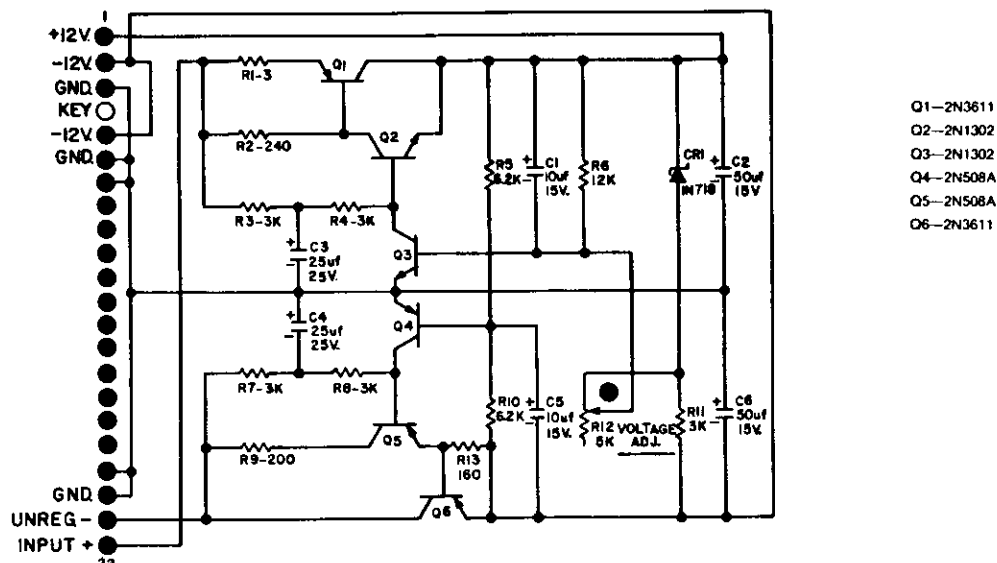 1
+12V.
-12V.
GND.
KEY
-12V.
GND.
GND.
UNREG -
INPUT +
22
R1-3
Q1
R2-240
Q2
R3-3K
R4-3K
C3
25uf
25V.
Q3
R5
6.2K
C1
10uf
15V.
R6
12K
CR1
IN718
C2
50uf
15V
C4
25uf
25V.
Q4
R7-3K
R8-3K
Q5
R9-200
R13
160
Q6
R10
6.2K
C5
10uf
15V.
R12
5K
VOLTAGE
ADJ.
R11
3K
C6
50uf
15V.
Q1-2N3611
Q2-2N1302
Q3-2N1302
Q4-2N508A
Q5-2N508A
Q6-2N3611